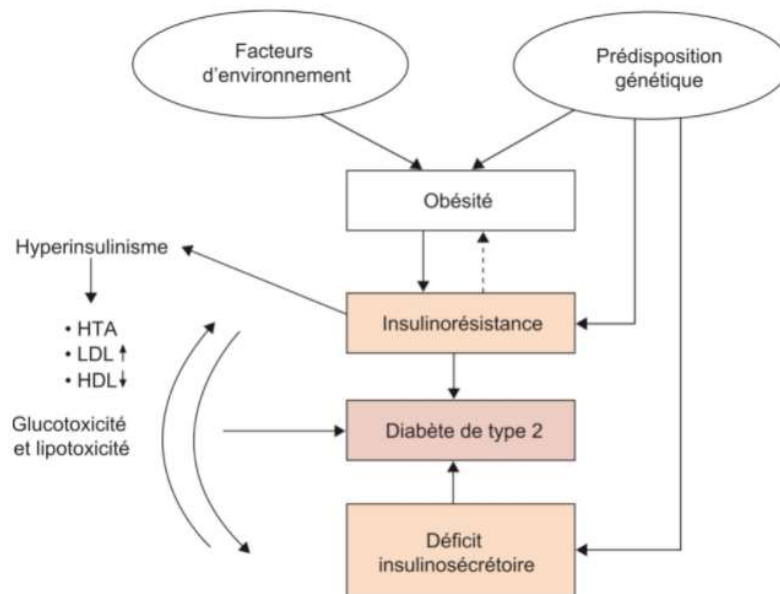 Facteurs
d'environnement
Prédisposition
génétique
Obésité
Hyperinsulinisme
• HTA
• LDL ↑
• HDL ↓
Insulinorésistance
Glucotoxicité
et lipotoxicité
Diabète de type 2
Déficit
insulinosécrétoire